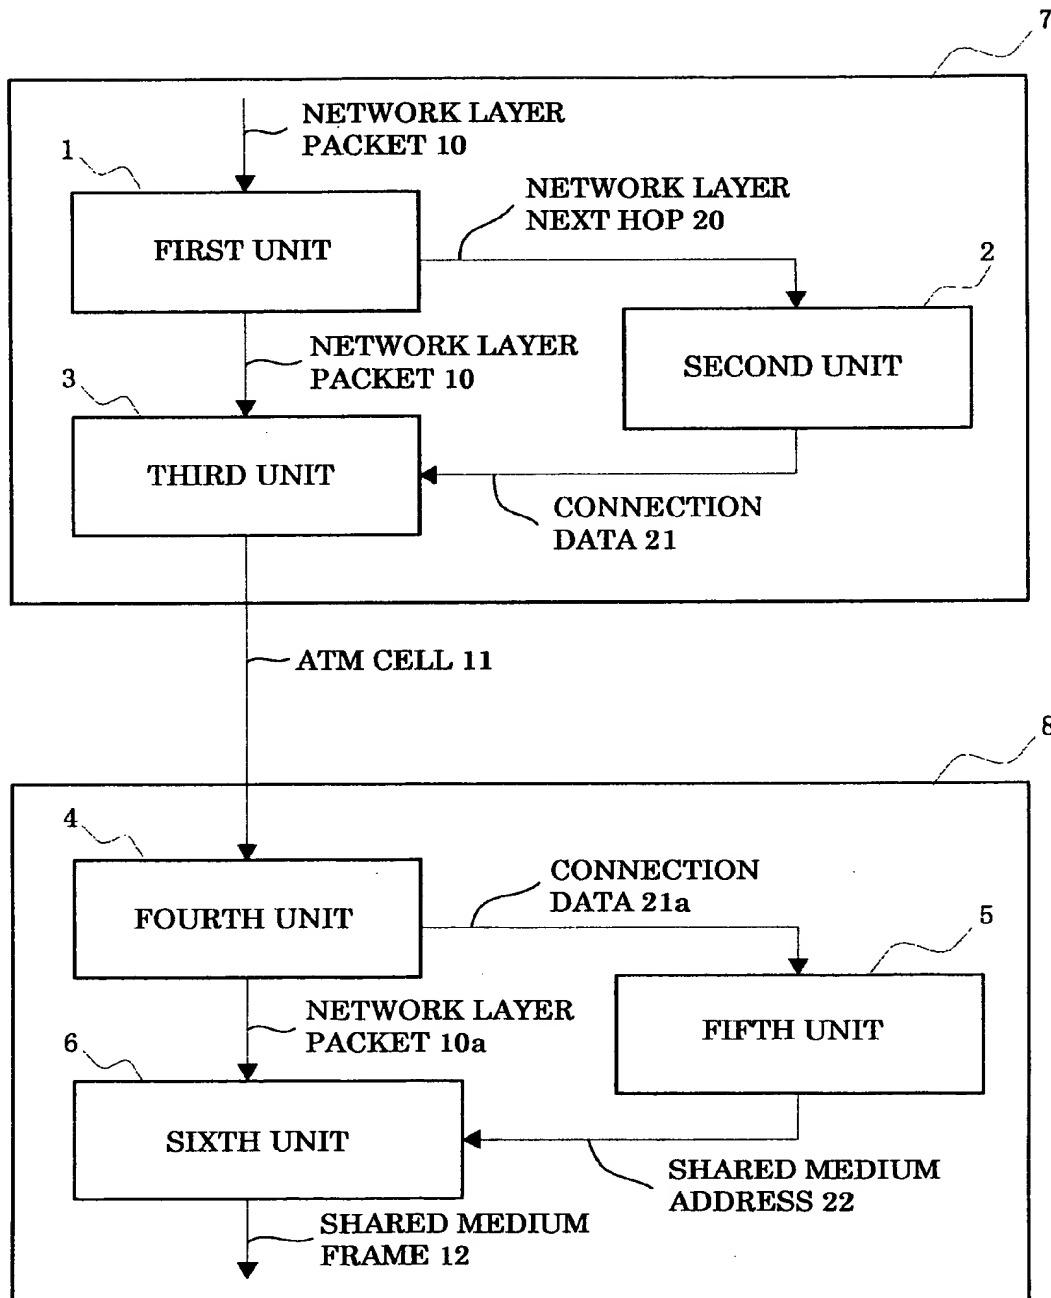 7
NETWORK LAYER
PACKET 10
1
NETWORK LAYER
NEXT HOP 20
FIRST UNIT
2
NETWORK LAYER
PACKET 10
SECOND UNIT
3
THIRD UNIT
CONNECTION
DATA 21
ATM CELL 11
8
4
CONNECTION
DATA 21a
FOURTH UNIT
5
NETWORK LAYER
PACKET 10a
FIFTH UNIT
6
SIXTH UNIT
SHARED MEDIUM
ADDRESS 22
SHARED MEDIUM
FRAME 12